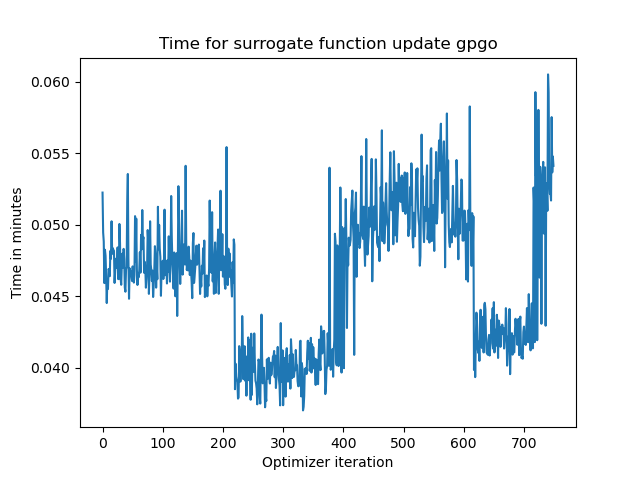 Time for surrogate function update gpgo
0.060
0.055
0.050
0.045
0.040
Time in minutes
0 100 200 300 400 500 600 700
Optimizer iteration